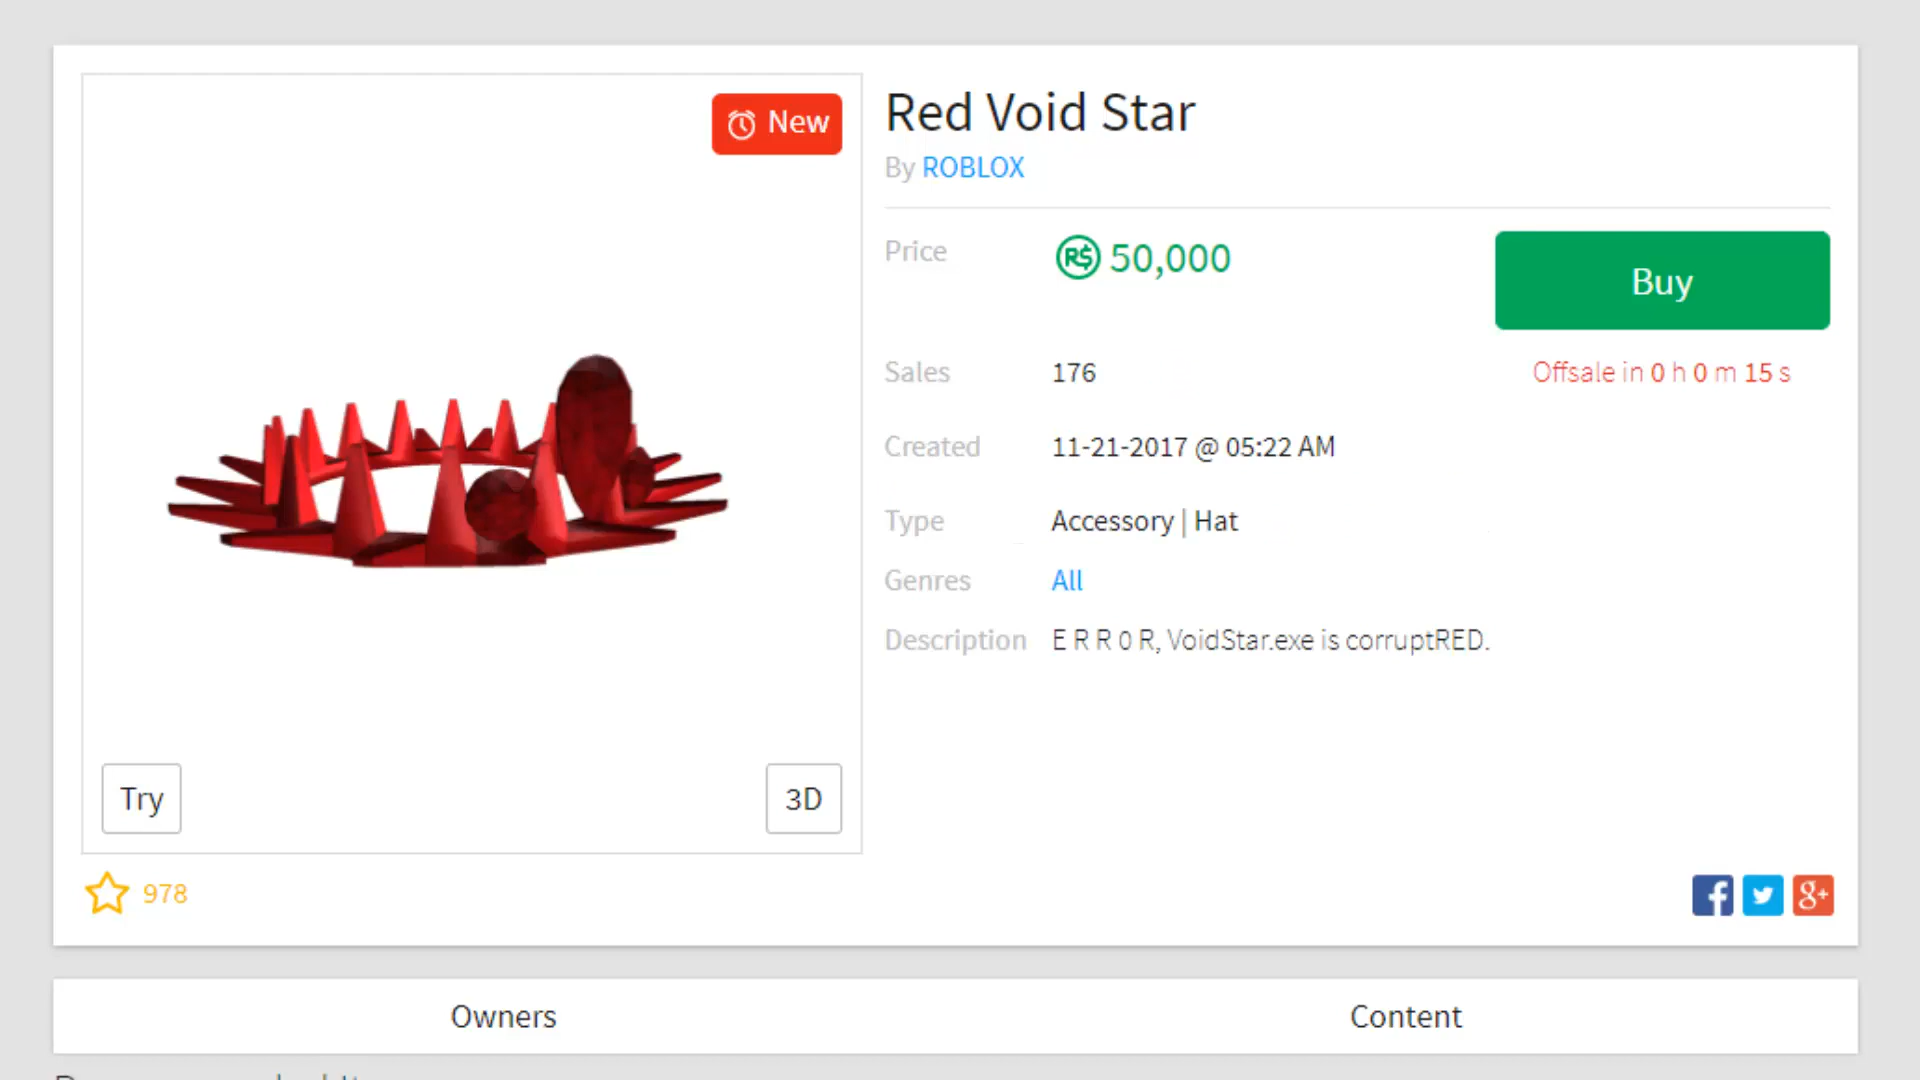 New
Red Void Star
By ROBLOX
Price R$ 50,000
Buy
Sales 176
Offsale in 0 h 0 m 15 s
Created 11-21-2017 @ 05:22 AM
Type Accessory | Hat
Genres All
Description E R R 0 R, VoidStar.exe is corruptRED.
Try
3D
978
f
g+
Owners
Content